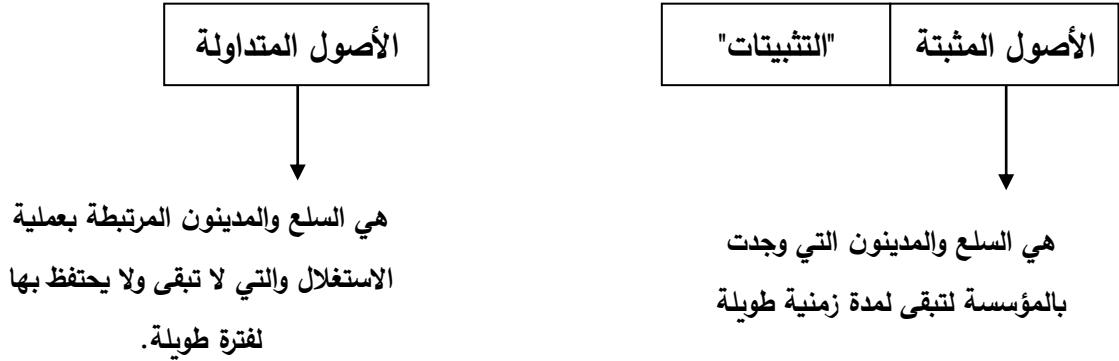 الأصول المثبتة "التثبيتات"
هي السلع والمدينون التي وجدت
بالمؤسسة لتبقى لمدة زمنية طويلة
الأصول المتداولة
هي السلع والمدينون المرتبطة بعملية
الاستغلال والتي لا تبقى ولا يحتفظ بها
لفترة طويلة.